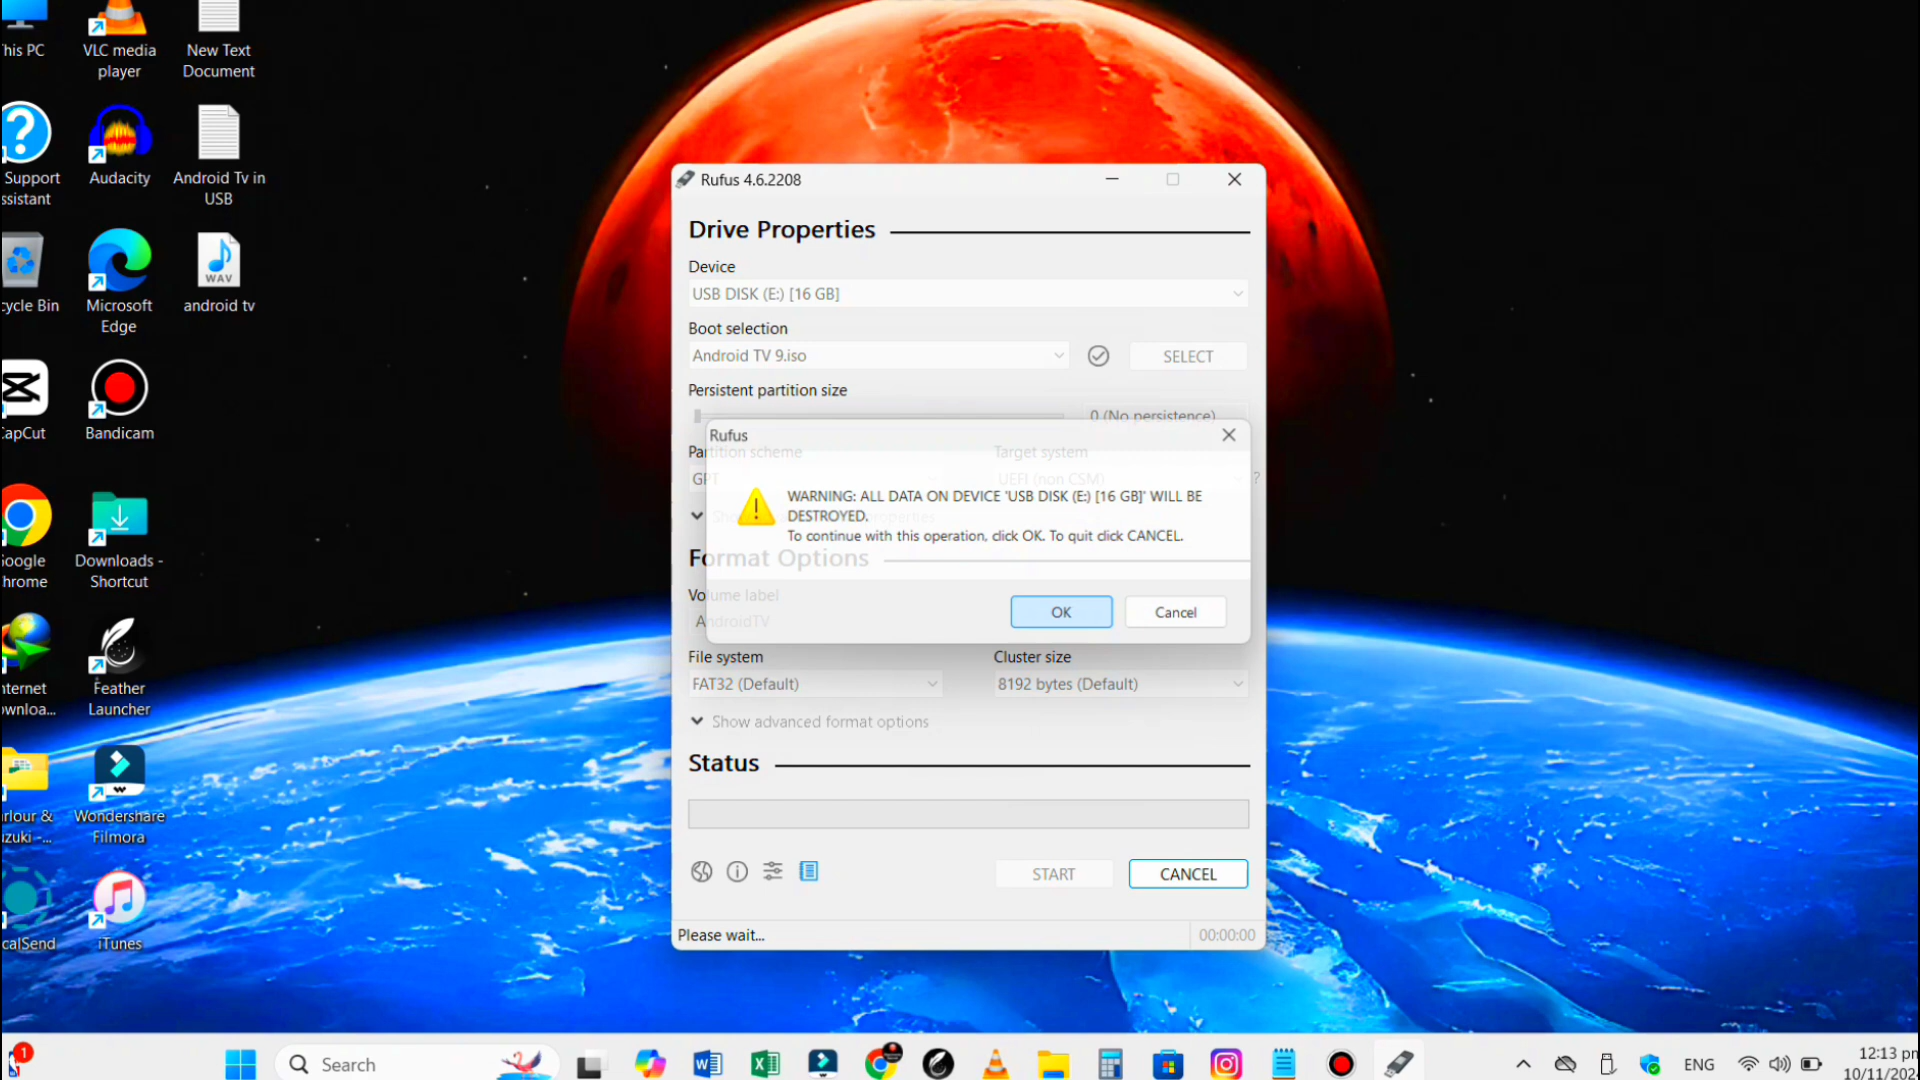 his PC
VLC media
player
New Text
Document
Support
ssistant
Audacity
Android Tv in
USB
cycle Bin
Microsoft
Edge
WAV
android tv
CapCut
Bandicam
Google
hrome
Downloads -
Shortcut
nternet
ownloa...
Feather
Launcher
rlour &
uzuki -...
Wondershare
Filmora
calSend
iTunes
Rufus 4.6.2208
Drive Properties
Device
USB DISK (E:) [16 GB]
Boot selection
Android TV 9.iso
SELECT
Persistent partition size
0 (No persistence)
Rufus
Partition scheme
Target system
GPT
UEFI (non CSM)
?
WARNING: ALL DATA ON DEVICE 'USB DISK (E:) [16 GB]' WILL BE
DESTROYED.
To continue with this operation, click OK. To quit click CANCEL.
Format Options
Volume label
AndroidTV
OK
Cancel
File system
Cluster size
FAT32 (Default)
8192 bytes (Default)
Show advanced format options
Status
START
CANCEL
Please wait...
00:00:00
1
Search
ENG
12:13 pm
10/11/2024